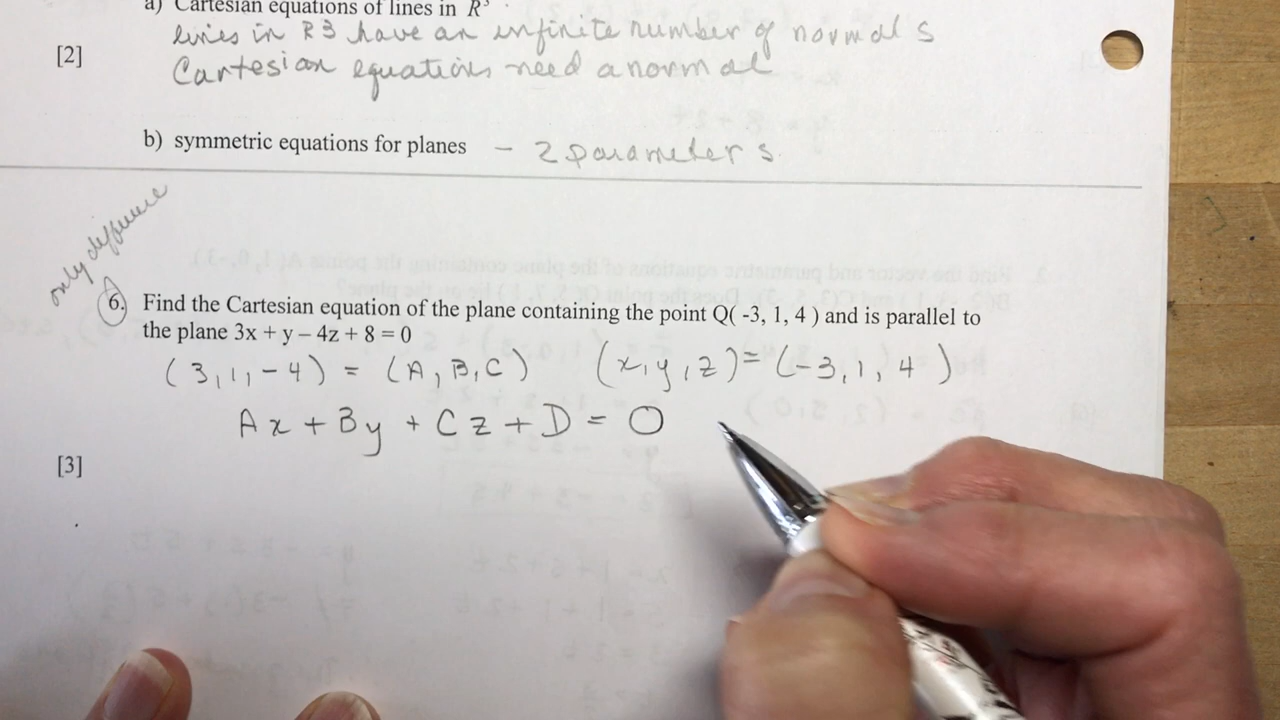 a) Cartesian equations of lines in R³
lines in R3 have an infinite number of normals
[2]
Cartesian equations need a normal
b) symmetric equations for planes - 2 parameters
only difference
6. Find the Cartesian equation of the plane containing the point Q( -3, 1, 4 ) and is parallel to
the plane 3x + y – 4z + 8 = 0
(3,1,-4) = (A,B,C) (x,y,z)=(-3,1,4)
Ax + By + Cz + D = 0
[3]